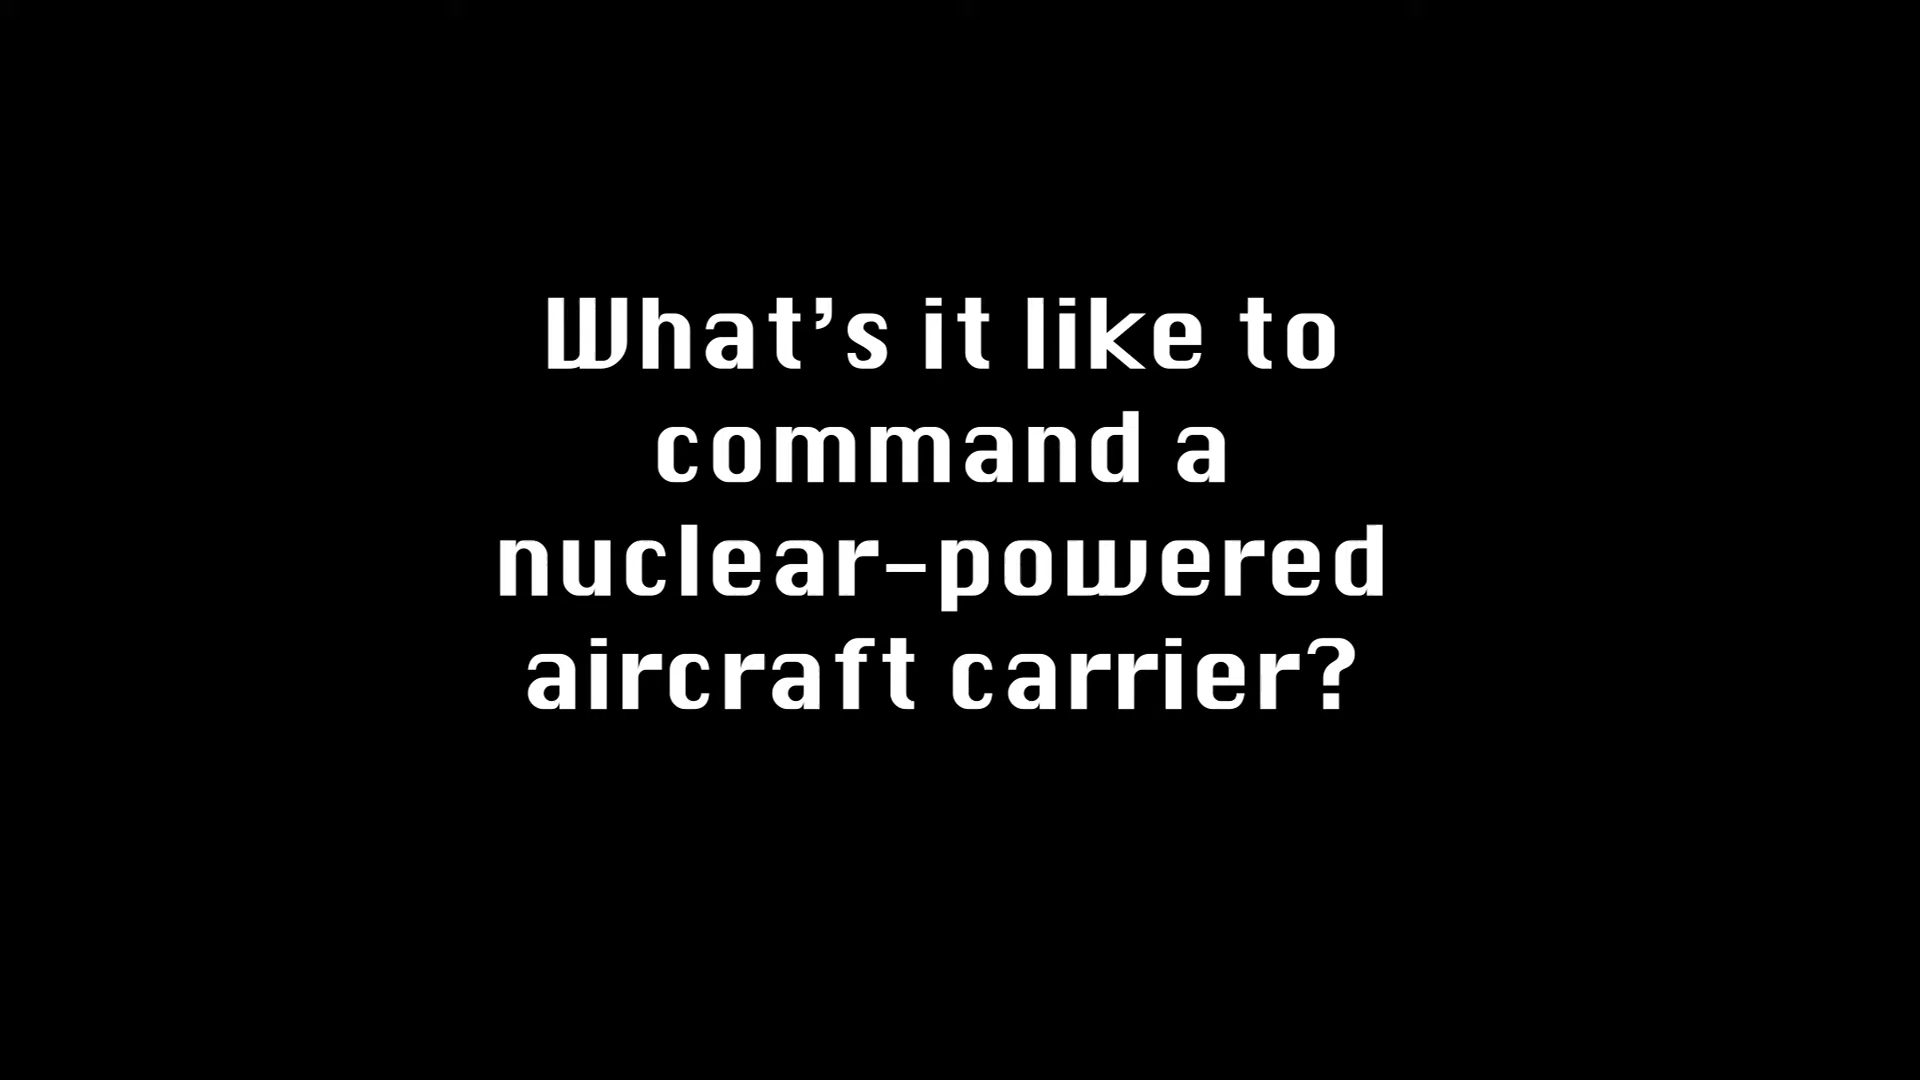 What’s it like to
command a
nuclear-powered
aircraft carrier?